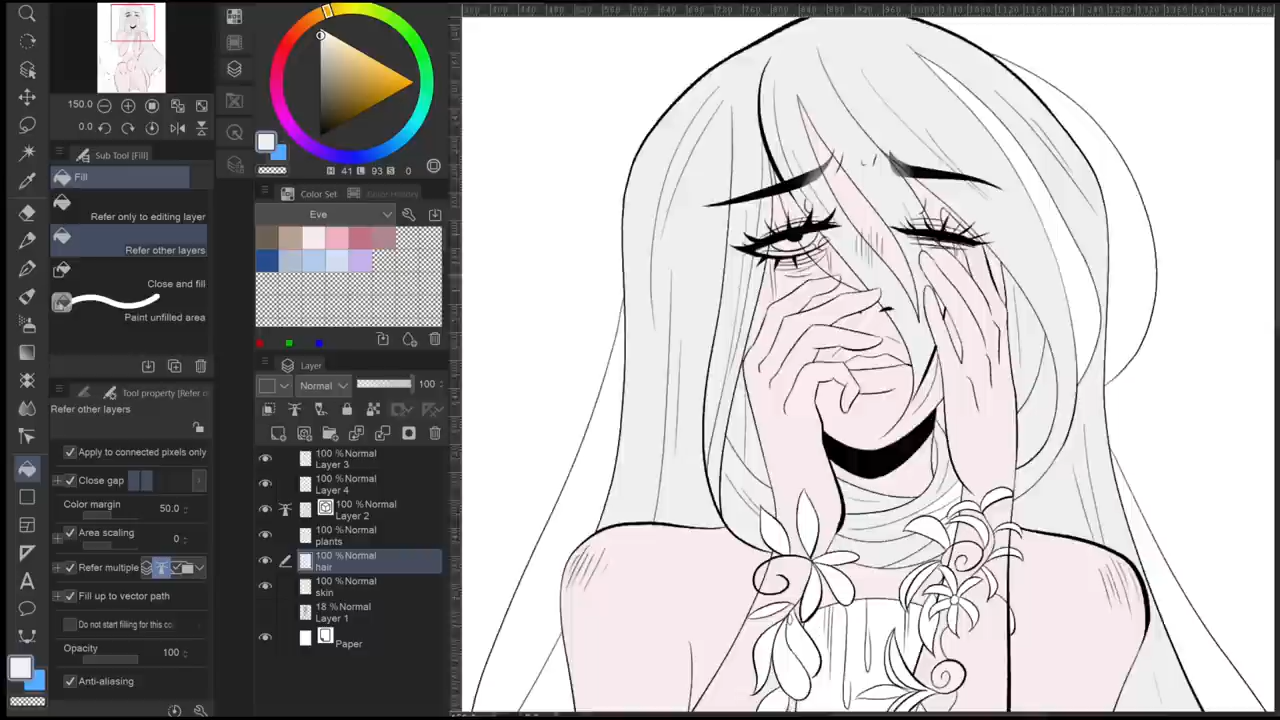 150.0
0.0
Sub Tool [Fill]
Fill
Refer only to editing layer
Refer other layers
Close and fill
Paint unfilled area
Tool property [Refer o
Refer other layers
Apply to connected pixels only
Close gap
Color margin 50.0
Area scaling 0
Refer multiple
Fill up to vector path
Do not start filling for this co
Opacity 100
Anti-aliasing
H 41 L 93 S 0
Color Set Color History
Eve
Layer
Normal 100
100 % Normal
Layer 3
100 % Normal
Layer 4
100 % Normal
Layer 2
100 % Normal
plants
100 % Normal
hair
100 % Normal
skin
18 % Normal
Layer 1
Paper